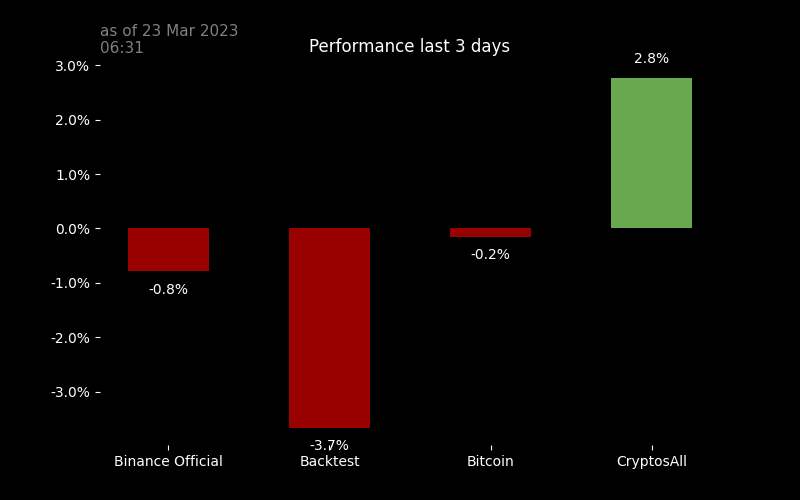 as of 23 Mar 2023
06:31
Performance last 3 days
3.0%
2.0%
1.0%
0.0%
-1.0%
-2.0%
-3.0%
-0.8%
-3.7%
-0.2%
2.8%
Binance Official
Backtest
Bitcoin
CryptosAll